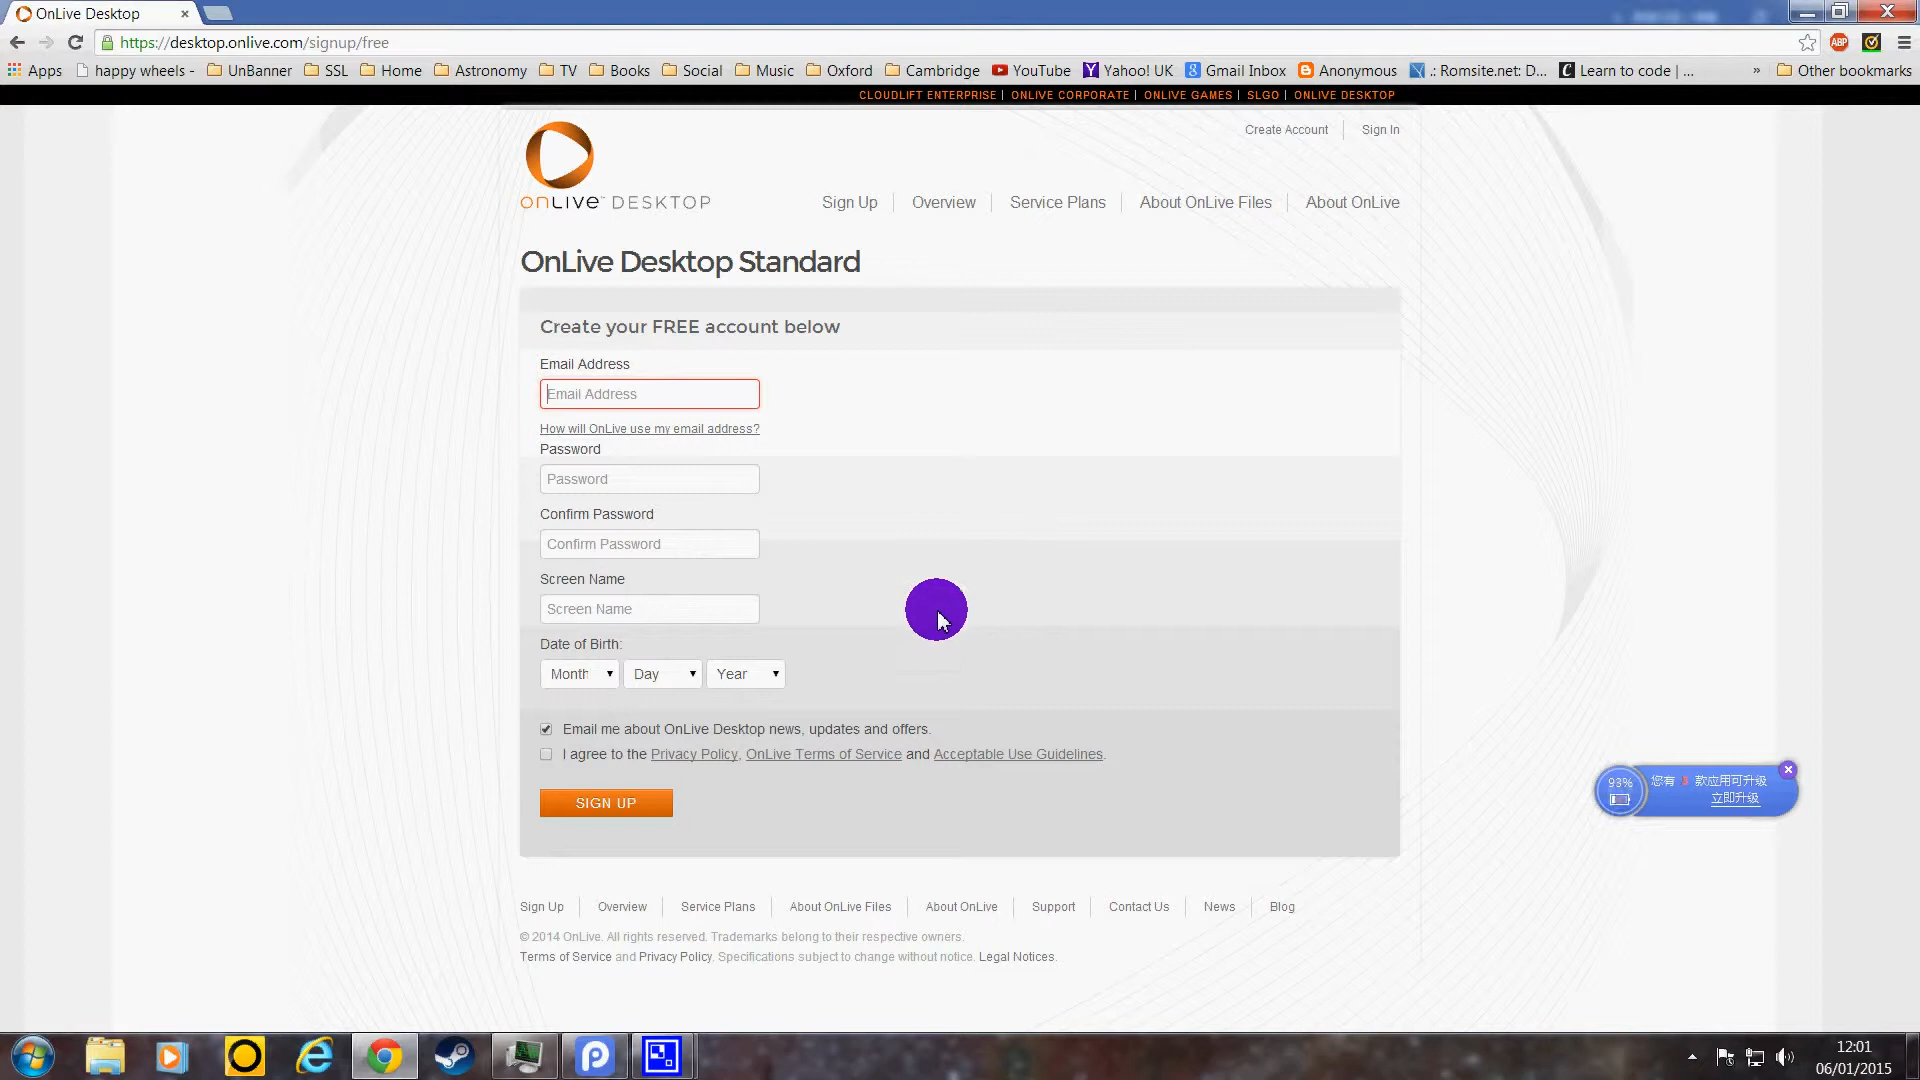 OnLive Desktop
https://desktop.onlive.com/signup/free
Apps happy wheels - UnBanner SSL Home Astronomy TV Books Social Music Oxford Cambridge YouTube Yahoo! UK Gmail Inbox Anonymous .: Romsite.net: D... Learn to code | ... » Other bookmarks
CLOUDLIFT ENTERPRISE | ONLIVE CORPORATE | ONLIVE GAMES | SLGO | ONLIVE DESKTOP
Create Account Sign In
ONLIVE™ DESKTOP
Sign Up Overview Service Plans About OnLive Files About OnLive
OnLive Desktop Standard
Create your FREE account below
Email Address
Email Address
How will OnLive use my email address?
Password
Password
Confirm Password
Confirm Password
Screen Name
Screen Name
Date of Birth:
Month Day Year
Email me about OnLive Desktop news, updates and offers.
I agree to the Privacy Policy, OnLive Terms of Service and Acceptable Use Guidelines.
SIGN UP
93%
您有 8 款应用可升级
立即升级
Sign Up Overview Service Plans About OnLive Files About OnLive Support Contact Us News Blog
© 2014 OnLive. All rights reserved. Trademarks belong to their respective owners.
Terms of Service and Privacy Policy. Specifications subject to change without notice. Legal Notices.
12:01
06/01/2015